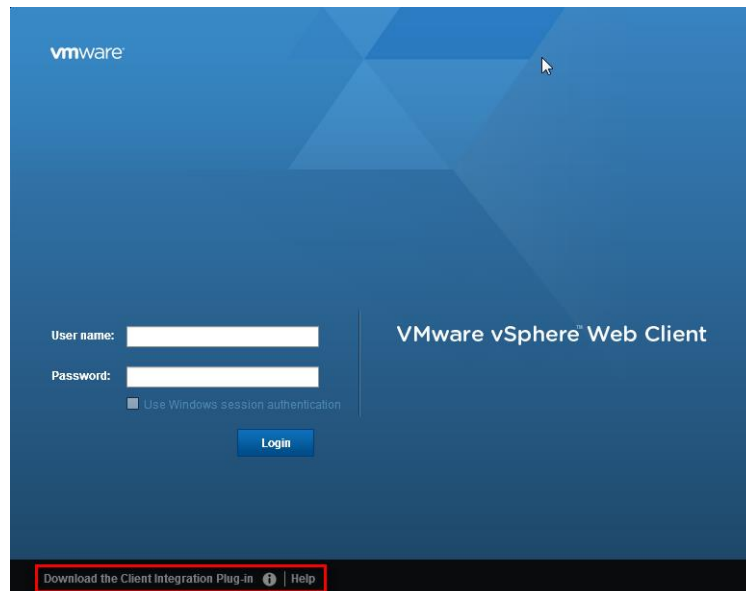 vmware
User name:
VMware vSphere™ Web Client
Password:
Use Windows session authentication
Login
Download the Client Integration Plug-in | Help